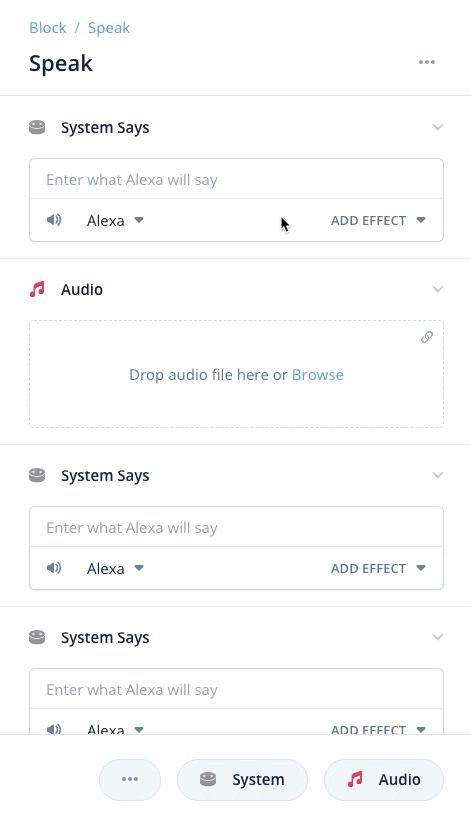 Block / Speak
Speak
System Says
Enter what Alexa will say
Alexa ADD EFFECT
Audio
Drop audio file here or Browse
System Says
Enter what Alexa will say
Alexa ADD EFFECT
System Says
Enter what Alexa will say
Alexa ADD EFFECT
System Audio